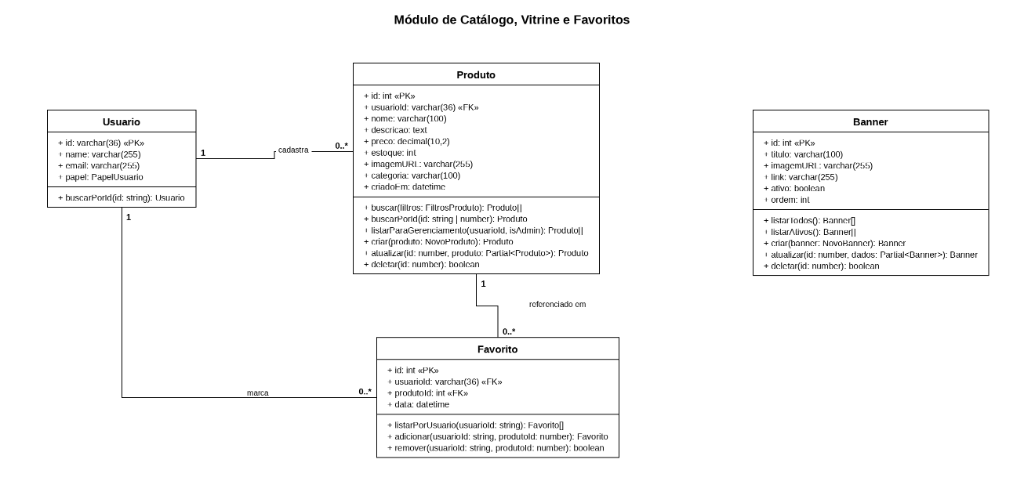 Módulo de Catálogo, Vitrine e Favoritos
Usuario
+ id: varchar(36) «PK»
+ name: varchar(255)
+ email: varchar(255)
+ papel: PapelUsuario
+ buscarPorId(id: string): Usuario
1
cadastra
0..*
Produto
+ id: int «PK»
+ usuarioId: varchar(36) «FK»
+ nome: varchar(100)
+ descricao: text
+ preco: decimal(10,2)
+ estoque: int
+ imagemURL: varchar(255)
+ categoria: varchar(100)
+ criadoEm: datetime
+ buscar(filtros: FiltrosProduto): Produto[]
+ buscarPorId(id: string | number): Produto
+ listarParaGerenciamento(usuarioId, isAdmin): Produto[]
+ criar(produto: NovoProduto): Produto
+ atualizar(id: number, produto: Partial<Produto>): Produto
+ deletar(id: number): boolean
Banner
+ id: int «PK»
+ titulo: varchar(100)
+ imagemURL: varchar(255)
+ link: varchar(255)
+ ativo: boolean
+ ordem: int
+ listarTodos(): Banner[]
+ listarAtivos(): Banner[]
+ criar(banner: NovoBanner): Banner
+ atualizar(id: number, dados: Partial<Banner>): Banner
+ deletar(id: number): boolean
1
1
referenciado em
0..*
marca
0..*
Favorito
+ id: int «PK»
+ usuarioId: varchar(36) «FK»
+ produtoId: int «FK»
+ data: datetime
+ listarPorUsuario(usuarioId: string): Favorito[]
+ adicionar(usuarioId: string, produtoId: number): Favorito
+ remover(usuarioId: string, produtoId: number): boolean